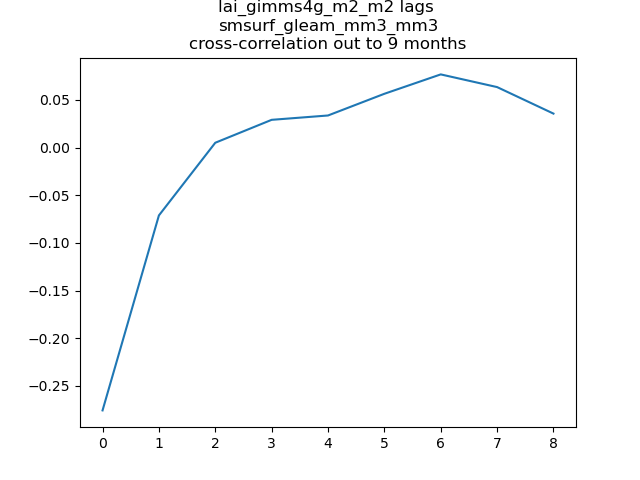 lai_gimms4g_m2_m2 lags
smsurf_gleam_mm3_mm3
cross-correlation out to 9 months
0.05
0.00
−0.05
−0.10
−0.15
−0.20
−0.25
0 1 2 3 4 5 6 7 8